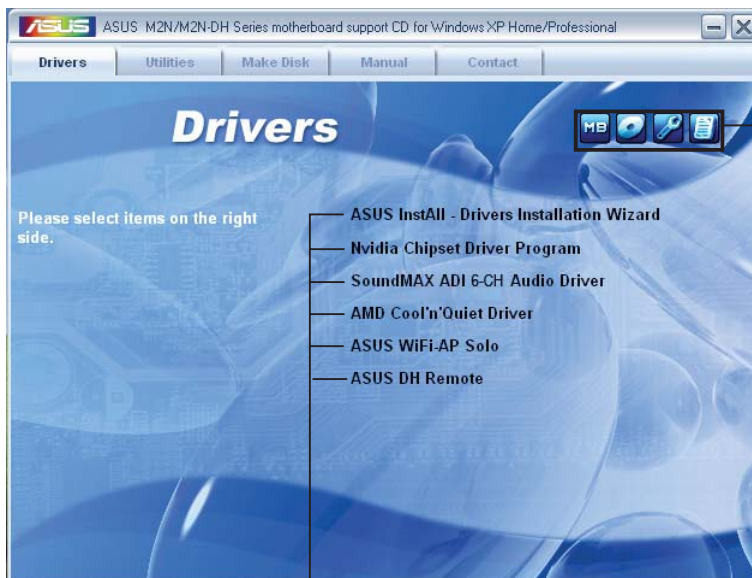 ASUS ASUS M2N/M2N-DH Series motherboard support CD for Windows XP Home/Professional
Drivers Utilities Make Disk Manual Contact
Drivers
MB
Please select items on the right
side.
ASUS InstAll - Drivers Installation Wizard
Nvidia Chipset Driver Program
SoundMAX ADI 6-CH Audio Driver
AMD Cool'n'Quiet Driver
ASUS WiFi-AP Solo
ASUS DH Remote